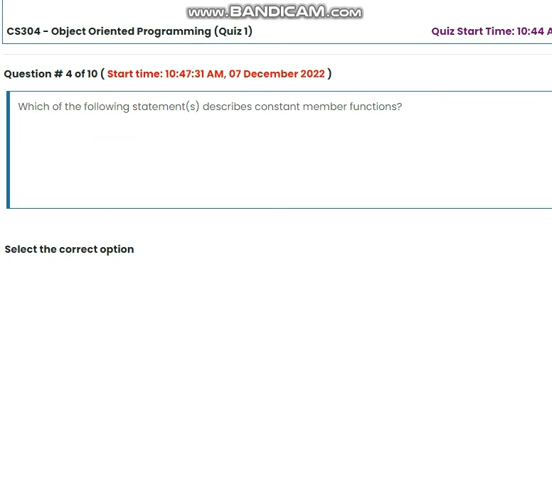 www.BANDICAM.com
CS304 - Object Oriented Programming (Quiz 1)
Quiz Start Time: 10:44 A
Question # 4 of 10 ( Start time: 10:47:31 AM, 07 December 2022 )
Which of the following statement(s) describes constant member functions?
Select the correct option